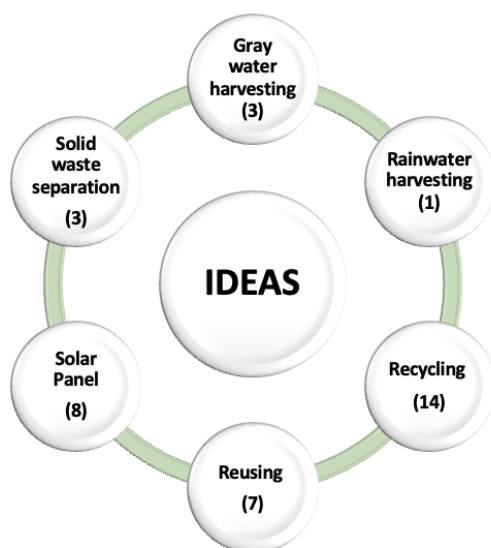 Gray
water
harvesting
(3)
Rainwater
harvesting
(1)
Recycling
(14)
Reusing
(7)
Solar
Panel
(8)
Solid
waste
separation
(3)
IDEAS